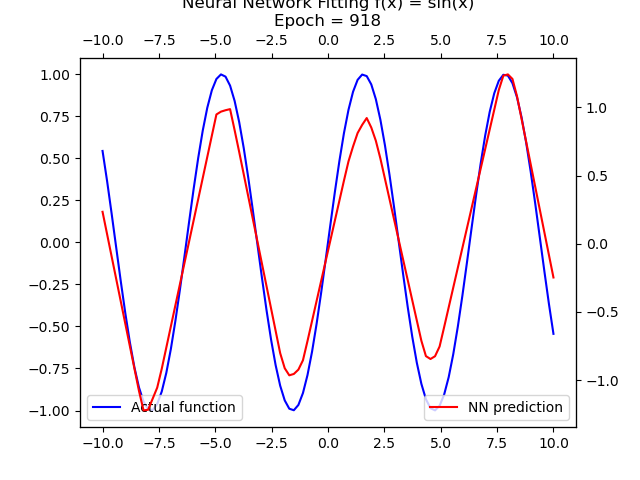 Neural Network Fitting f(x) = sin(x)
Epoch = 918
−10.0 −7.5 −5.0 −2.5 0.0 2.5 5.0 7.5 10.0
1.00
0.75
0.50
0.25
0.00
−0.25
−0.50
−0.75
−1.00
1.0
0.5
0.0
−0.5
−1.0
Actual function
NN prediction
−10.0 −7.5 −5.0 −2.5 0.0 2.5 5.0 7.5 10.0